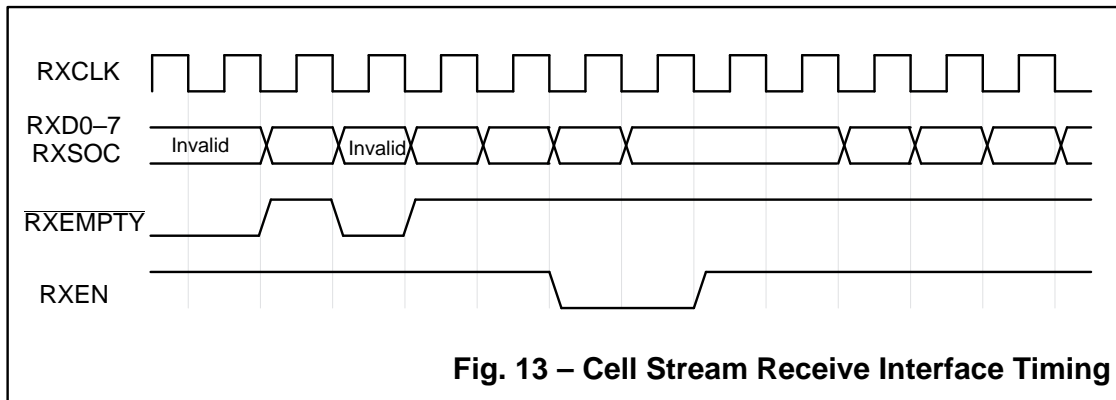 RXCLK
RXD0–7
RXSOC
Invalid
Invalid
RXEMPTY
RXEN
Fig. 13 – Cell Stream Receive Interface Timing